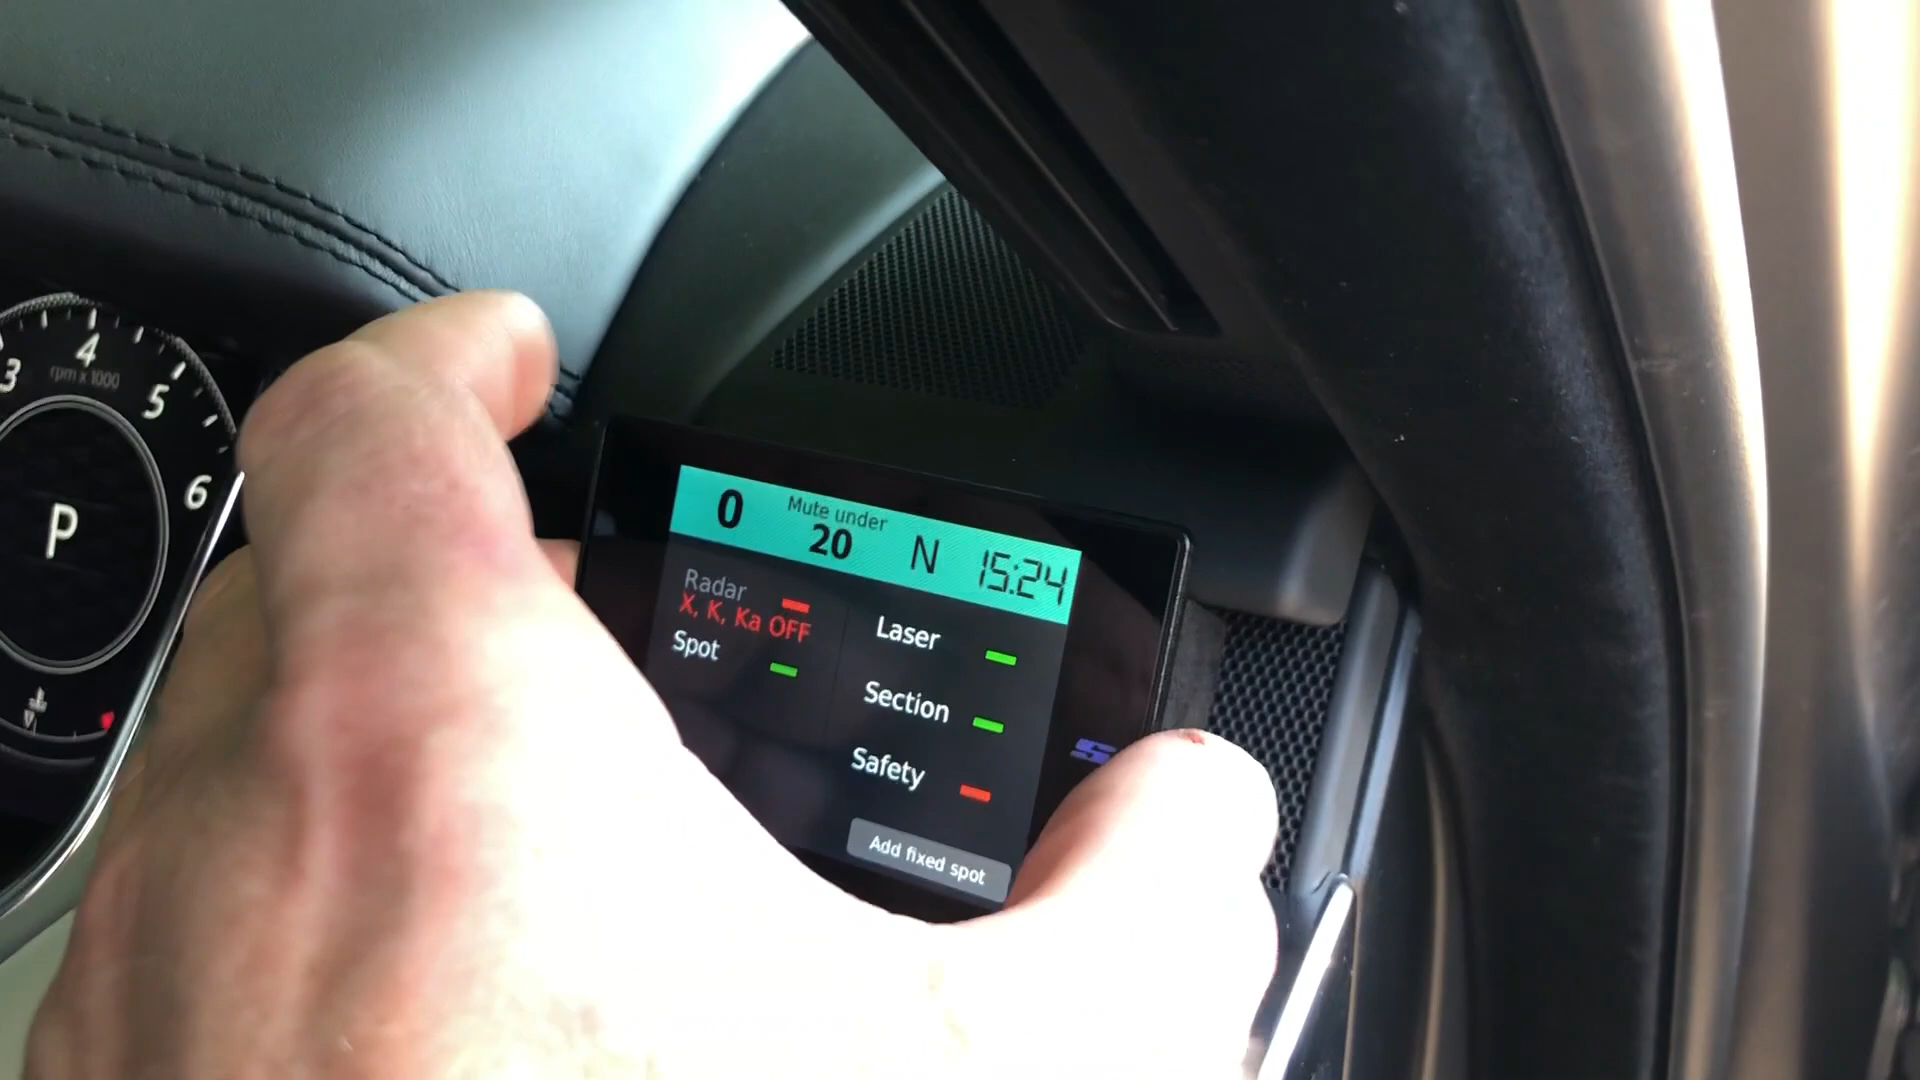 3
4
5
6
rpm x 1000
P
0
Mute under
20
N
15:24
Radar
X, K, Ka OFF
Spot
Laser
Section
Safety
Add fixed spot